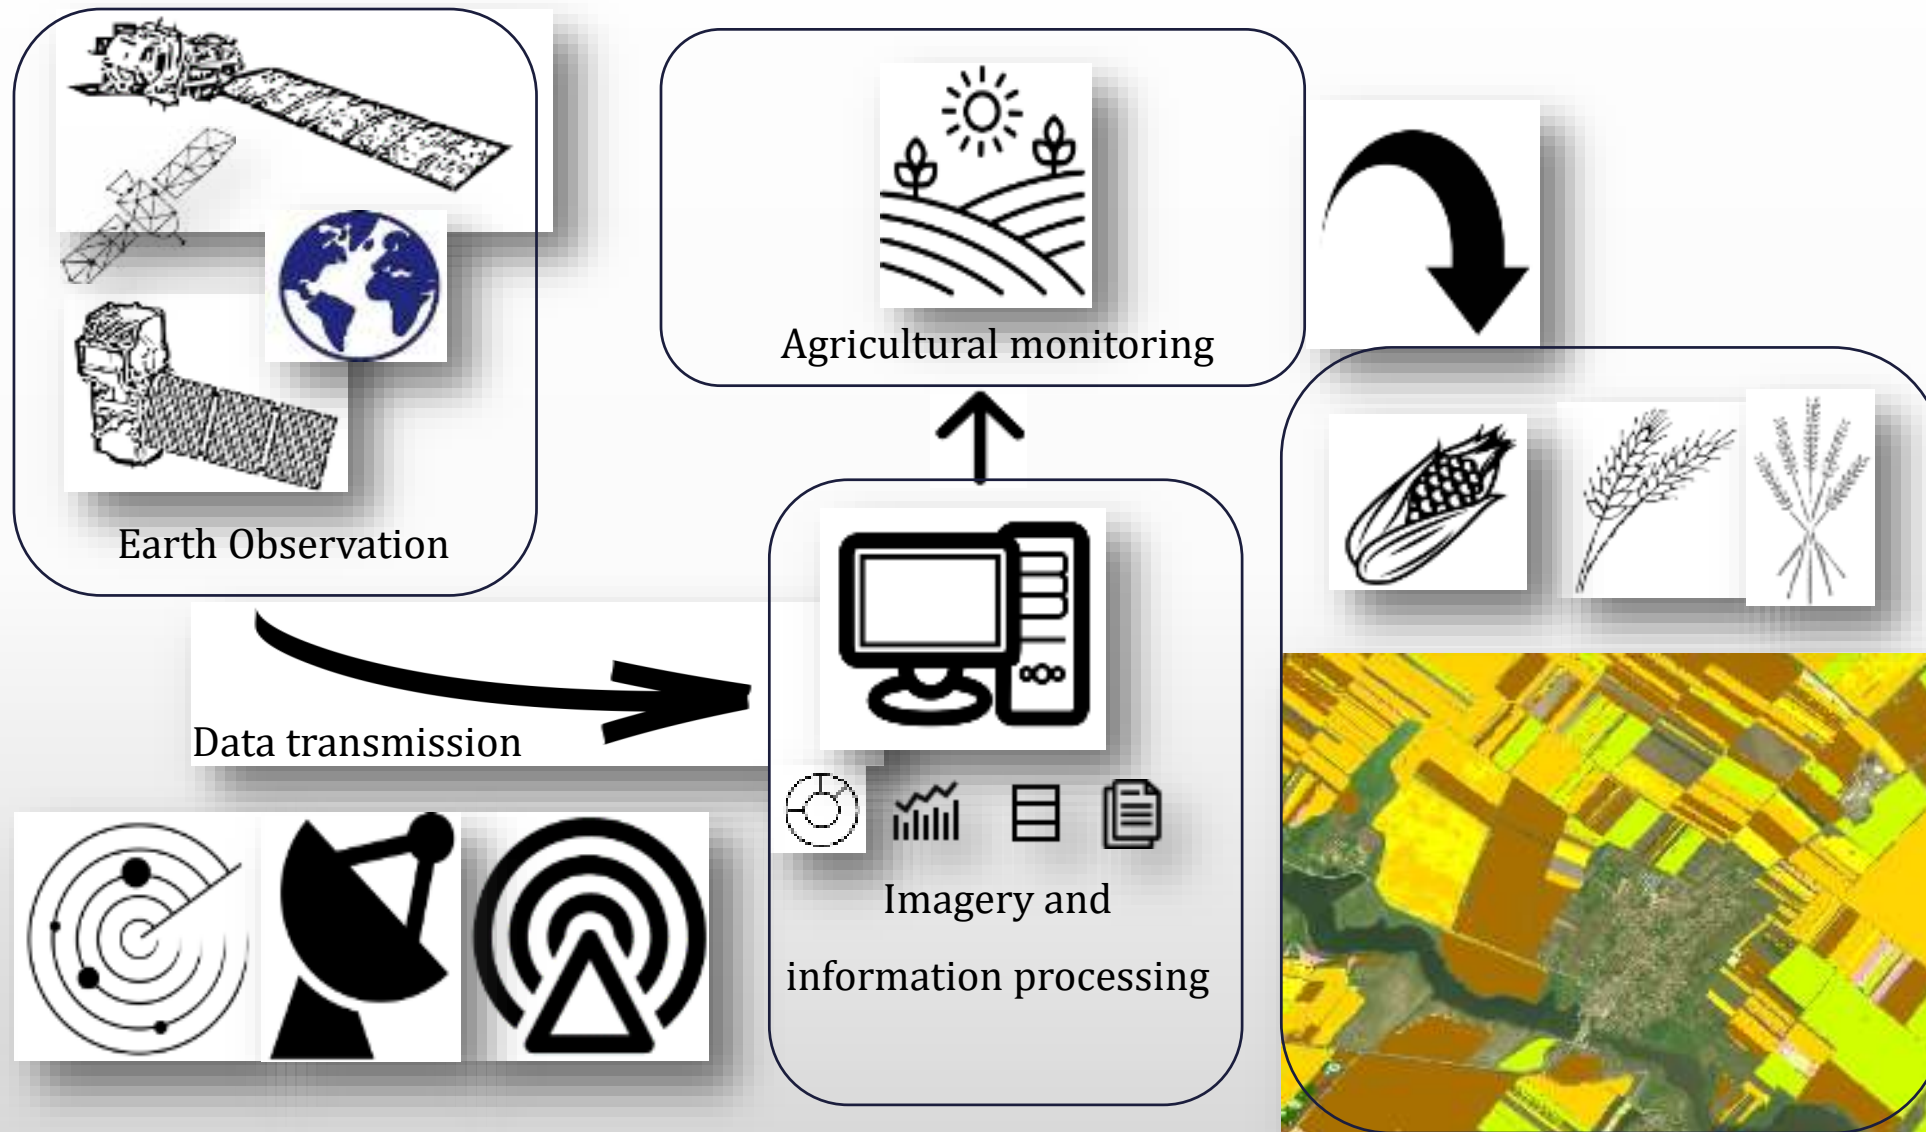 Earth Observation
Data transmission
Imagery and
information processing
Agricultural monitoring